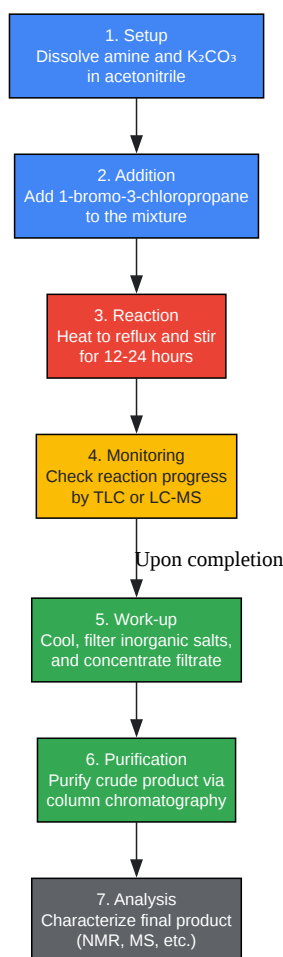 1. Setup
Dissolve amine and K₂CO₃
in acetonitrile
2. Addition
Add 1-bromo-3-chloropropane
to the mixture
3. Reaction
Heat to reflux and stir
for 12-24 hours
4. Monitoring
Check reaction progress
by TLC or LC-MS
Upon completion
5. Work-up
Cool, filter inorganic salts,
and concentrate filtrate
6. Purification
Purify crude product via
column chromatography
7. Analysis
Characterize final product
(NMR, MS, etc.)